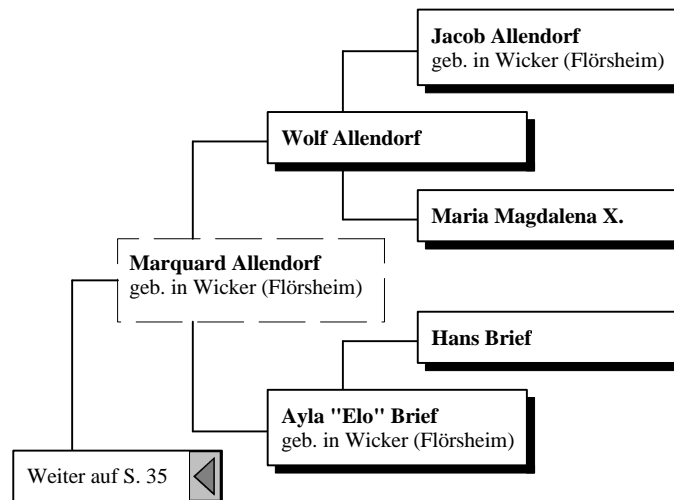 Jacob Allendorf
geb. in Wicker (Flörsheim)
Wolf Allendorf
Maria Magdalena X.
Marquard Allendorf
geb. in Wicker (Flörsheim)
Hans Brief
Ayla "Elo" Brief
geb. in Wicker (Flörsheim)
Weiter auf S. 35